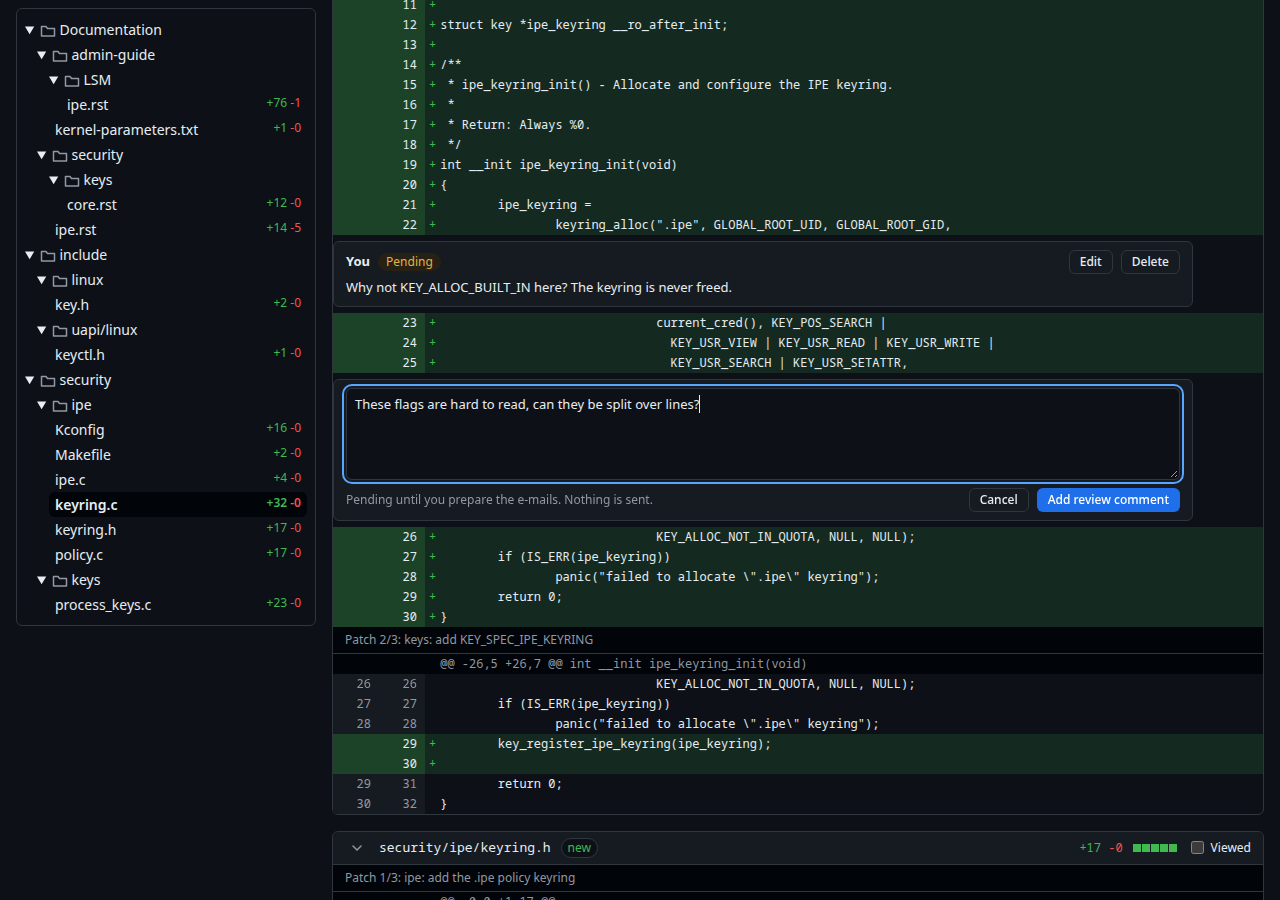 Documentation
admin-guide
LSM
ipe.rst +76 -1
kernel-parameters.txt +1 -0
security
keys
core.rst +12 -0
ipe.rst +14 -5
include
linux
key.h +2 -0
uapi/linux
keyctl.h +1 -0
security
ipe
Kconfig +16 -0
Makefile +2 -0
ipe.c +4 -0
keyring.c +32 -0
keyring.h +17 -0
policy.c +17 -0
keys
process_keys.c +23 -0
11 +
12 + struct key *ipe_keyring __ro_after_init;
13 +
14 + /**
15 + * ipe_keyring_init() - Allocate and configure the IPE keyring.
16 + *
17 + * Return: Always %0.
18 + */
19 + int __init ipe_keyring_init(void)
20 + {
21 + ipe_keyring =
22 + keyring_alloc(".ipe", GLOBAL_ROOT_UID, GLOBAL_ROOT_GID,
You Pending Edit Delete
Why not KEY_ALLOC_BUILT_IN here? The keyring is never freed.
23 + current_cred(), KEY_POS_SEARCH |
24 + KEY_USR_VIEW | KEY_USR_READ | KEY_USR_WRITE |
25 + KEY_USR_SEARCH | KEY_USR_SETATTR,
These flags are hard to read, can they be split over lines?
Pending until you prepare the e-mails. Nothing is sent. Cancel Add review comment
26 + KEY_ALLOC_NOT_IN_QUOTA, NULL, NULL);
27 + if (IS_ERR(ipe_keyring))
28 + panic("failed to allocate \".ipe\" keyring");
29 + return 0;
30 + }
Patch 2/3: keys: add KEY_SPEC_IPE_KEYRING
@@ -26,5 +26,7 @@ int __init ipe_keyring_init(void)
26 26 KEY_ALLOC_NOT_IN_QUOTA, NULL, NULL);
27 27 if (IS_ERR(ipe_keyring))
28 28 panic("failed to allocate \".ipe\" keyring");
29 + key_register_ipe_keyring(ipe_keyring);
30 +
29 31 return 0;
30 32 }
security/ipe/keyring.h new +17 -0 Viewed
Patch 1/3: ipe: add the .ipe policy keyring